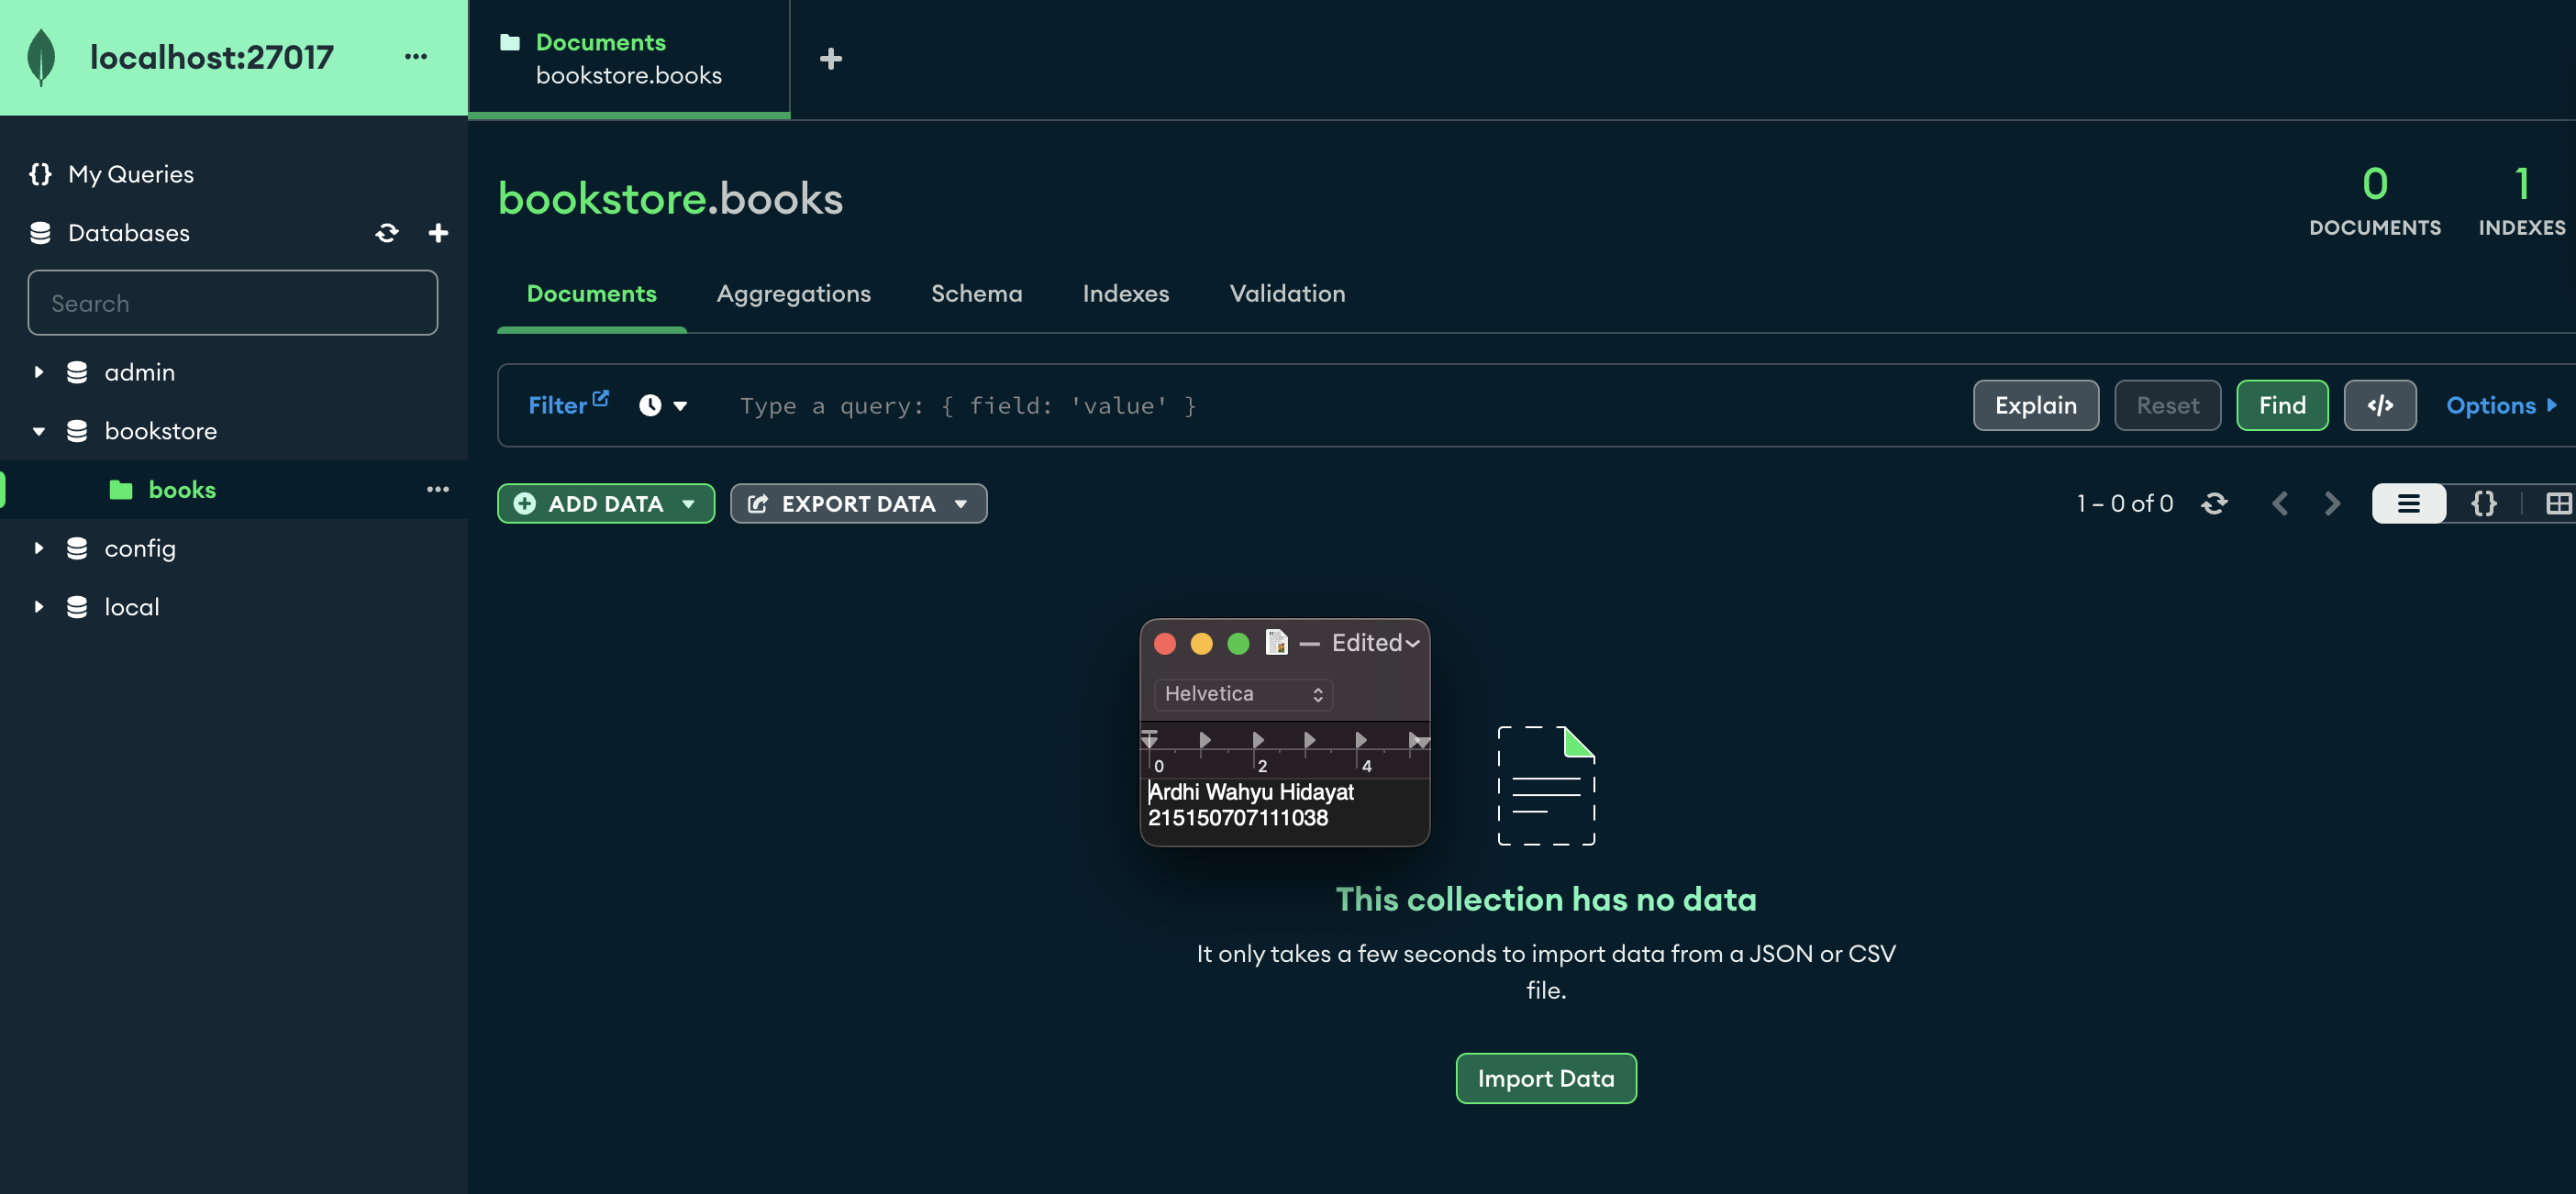 localhost:27017
Documents
bookstore.books
My Queries
Databases
Search
admin
bookstore
books
config
local
bookstore.books
0
DOCUMENTS
1
INDEXES
Documents
Aggregations
Schema
Indexes
Validation
Filter
Type a query: { field: 'value' }
Explain
Reset
Find
</>
Options
ADD DATA
EXPORT DATA
1 – 0 of 0
{}
— Edited
Helvetica
0 2 4
Ardhi Wahyu Hidayat
215150707111038
This collection has no data
It only takes a few seconds to import data from a JSON or CSV
file.
Import Data